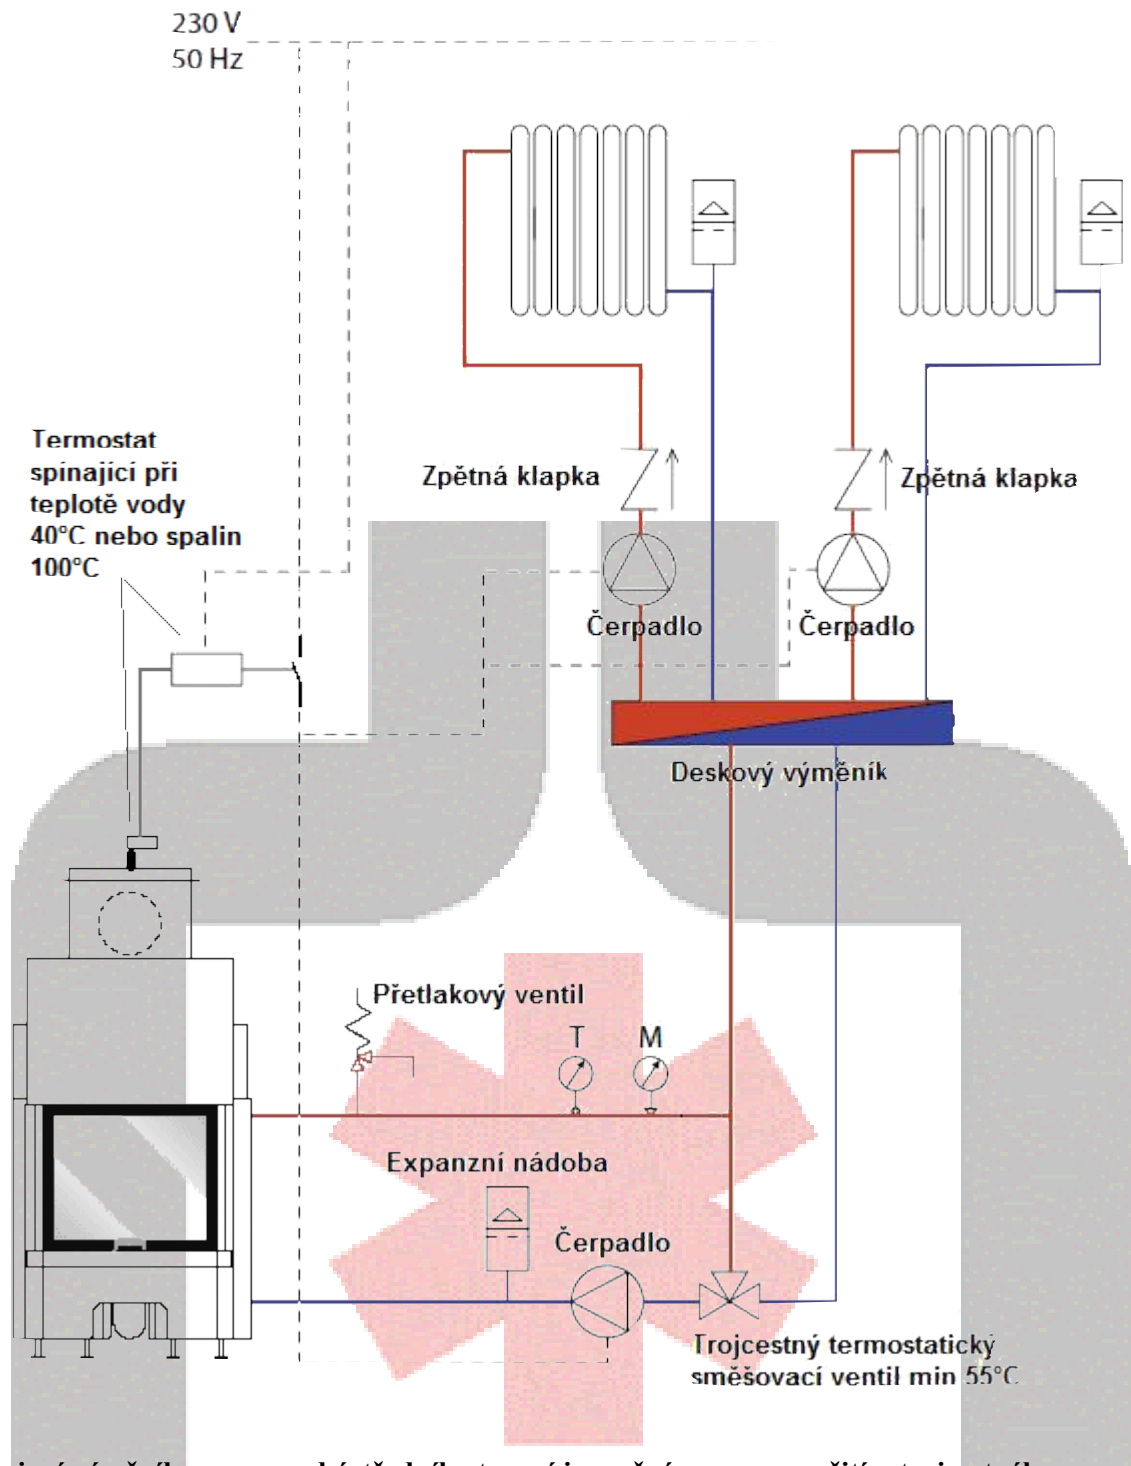 230 V
50 Hz
Termostat
spínající při
teplotě vody
40°C nebo spalin
100°C
Zpětná klapka
Zpětná klapka
Čerpadlo
Čerpadlo
Deskový výměník
Přetlakový ventil
T
M
Expanzní nádoba
Čerpadlo
Trojcestný termostatický
směšovací ventil min 55°C